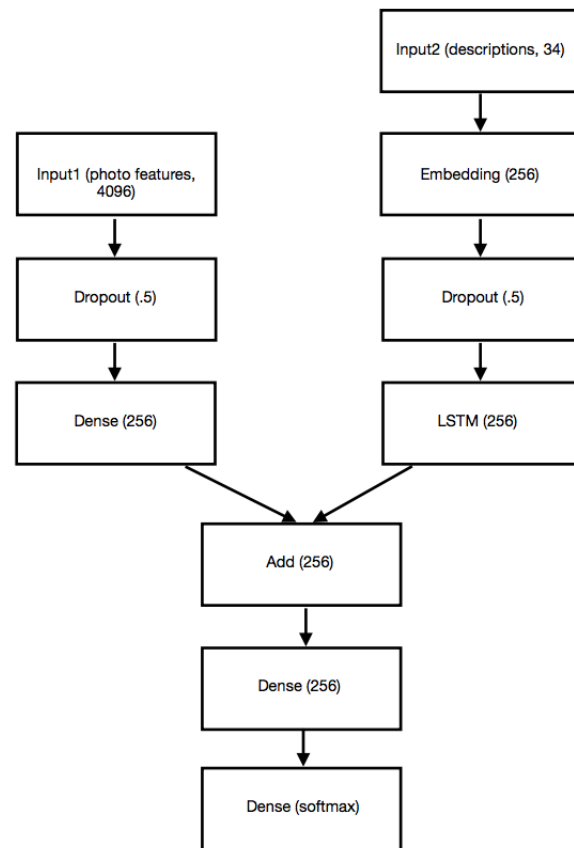 Input2 (descriptions, 34)
Input1 (photo features,
4096)
Embedding (256)
Dropout (.5)
Dropout (.5)
Dense (256)
LSTM (256)
Add (256)
Dense (256)
Dense (softmax)